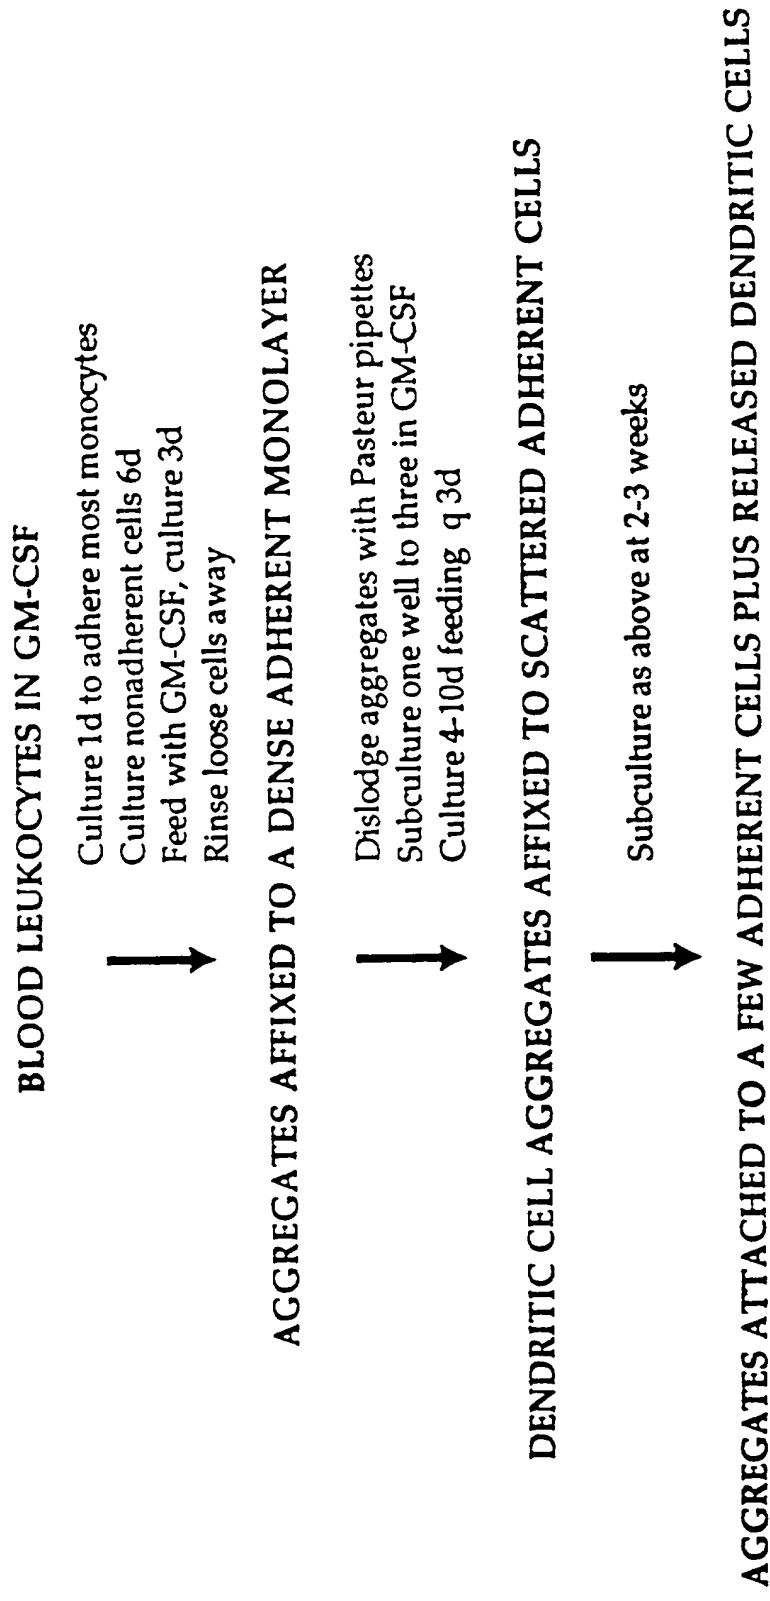 BLOOD LEUKOCYTES IN GM-CSF
Culture 1d to adhere most monocytes
Culture nonadherent cells 6d
Feed with GM-CSF, culture 3d
Rinse loose cells away
AGGREGATES AFFIXED TO A DENSE ADHERENT MONOLAYER
Dislodge aggregates with Pasteur pipettes
Subculture one well to three in GM-CSF
Culture 4-10d feeding q 3d
DENDRITIC CELL AGGREGATES AFFIXED TO SCATTERED ADHERENT CELLS
Subculture as above at 2-3 weeks
AGGREGATES ATTACHED TO A FEW ADHERENT CELLS PLUS RELEASED DENDRITIC CELLS